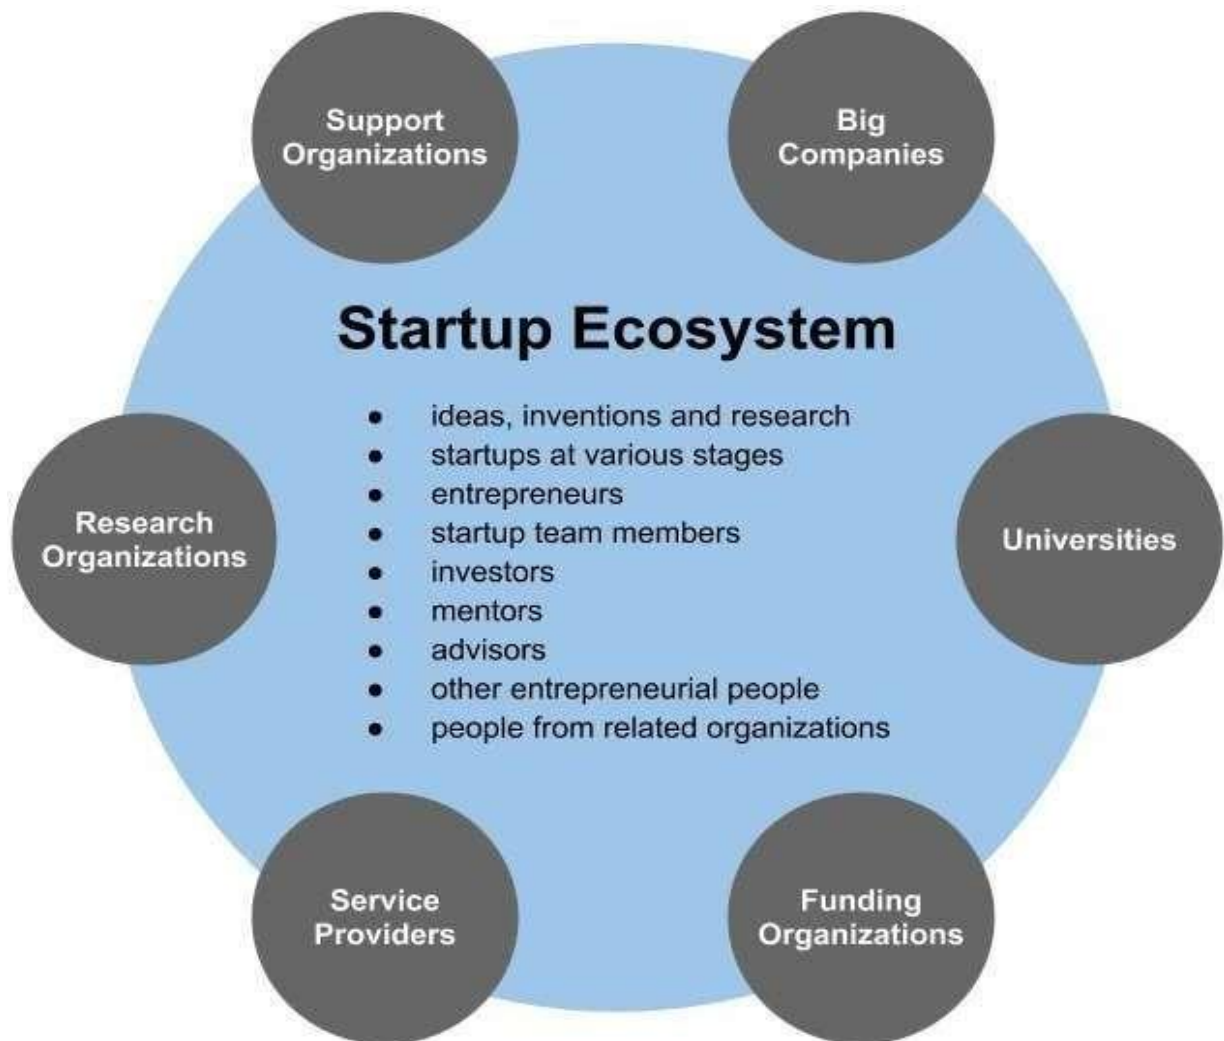 Support
Organizations
Big
Companies
Startup Ecosystem
● ideas, inventions and research
● startups at various stages
● entrepreneurs
● startup team members
● investors
● mentors
● advisors
● other entrepreneurial people
● people from related organizations
Research
Organizations
Universities
Service
Providers
Funding
Organizations